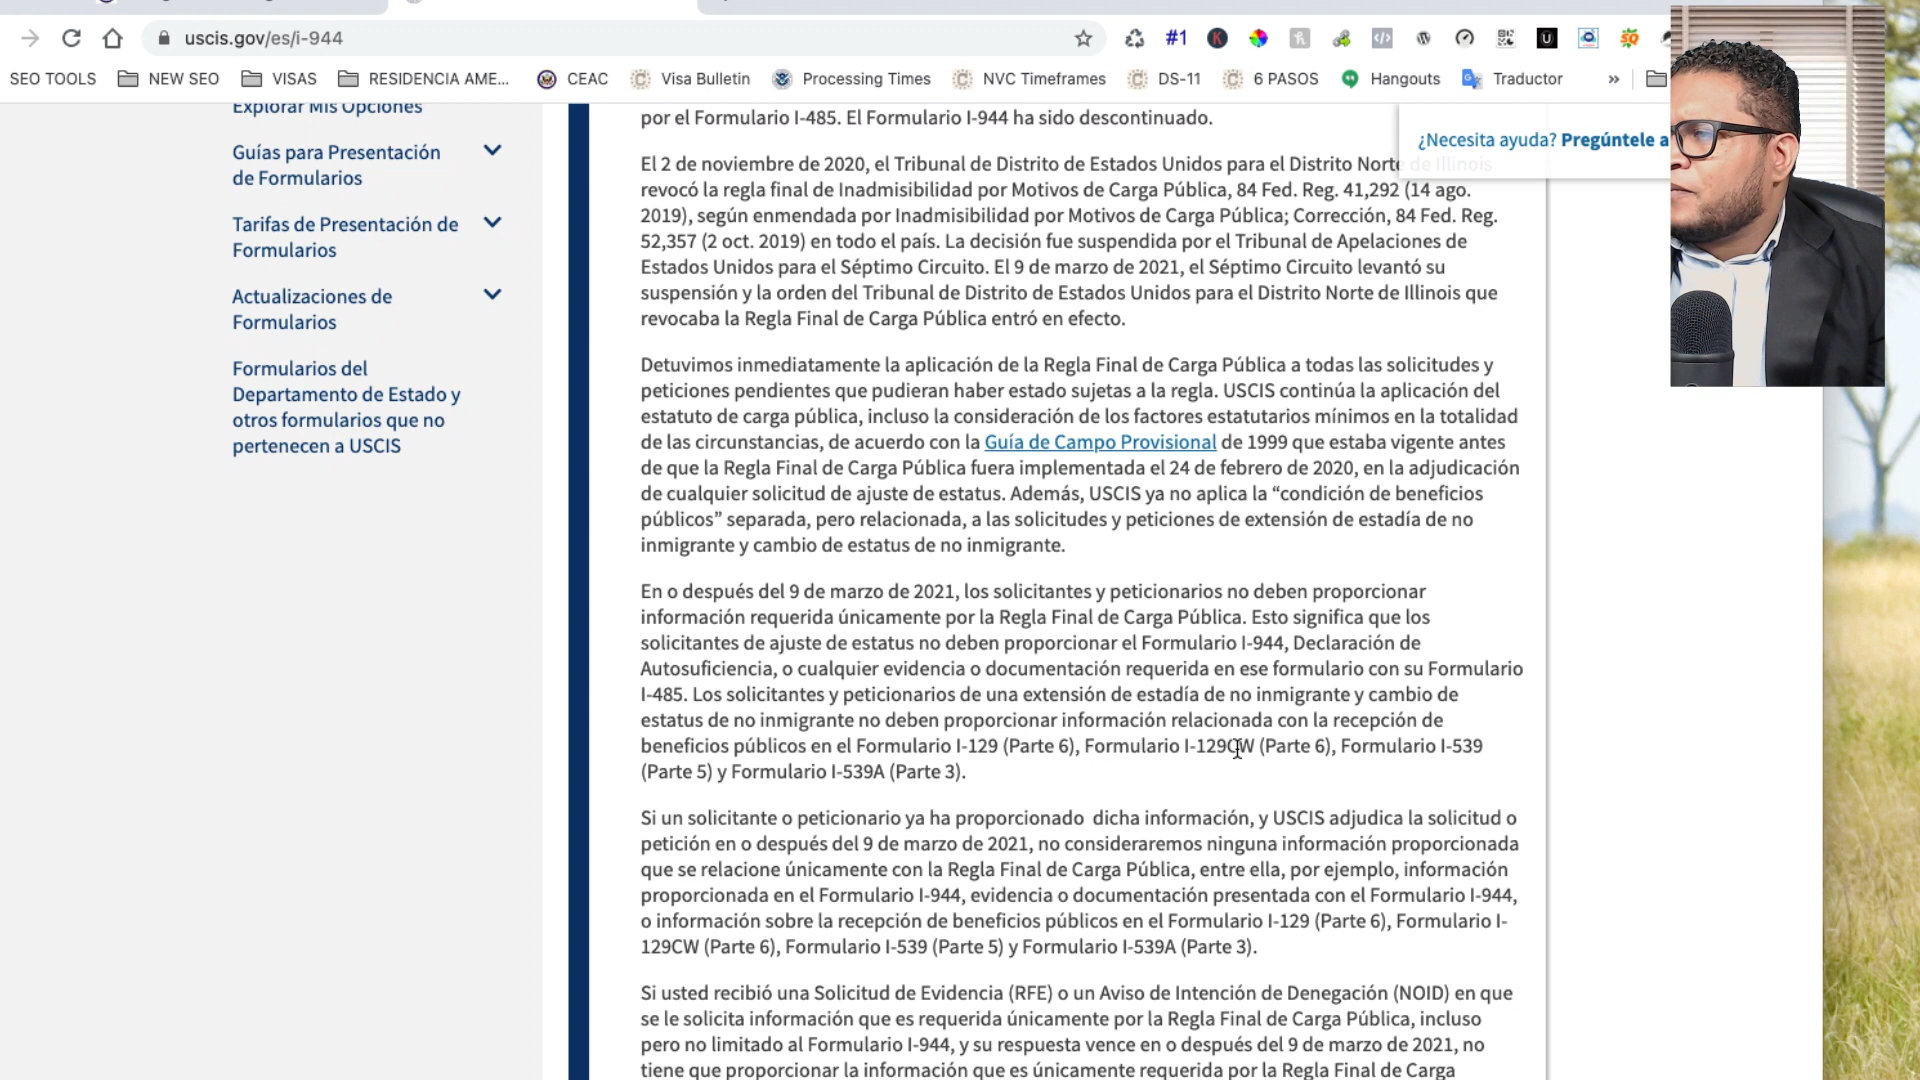 uscis.gov/es/i-944
#1
SEO TOOLS NEW SEO VISAS RESIDENCIA AME... CEAC Visa Bulletin Processing Times NVC Timeframes DS-11 6 PASOS Hangouts Traductor »
Explorar Mis Opciones
Guías para Presentación
de Formularios
Tarifas de Presentación de
Formularios
Actualizaciones de
Formularios
Formularios del
Departamento de Estado y
otros formularios que no
pertenecen a USCIS
¿Necesita ayuda? Pregúntele a
por el Formulario I-485. El Formulario I-944 ha sido descontinuado.
El 2 de noviembre de 2020, el Tribunal de Distrito de Estados Unidos para el Distrito Norte de Illinois
revocó la regla final de Inadmisibilidad por Motivos de Carga Pública, 84 Fed. Reg. 41,292 (14 ago.
2019), según enmendada por Inadmisibilidad por Motivos de Carga Pública; Corrección, 84 Fed. Reg.
52,357 (2 oct. 2019) en todo el país. La decisión fue suspendida por el Tribunal de Apelaciones de
Estados Unidos para el Séptimo Circuito. El 9 de marzo de 2021, el Séptimo Circuito levantó su
suspensión y la orden del Tribunal de Distrito de Estados Unidos para el Distrito Norte de Illinois que
revocaba la Regla Final de Carga Pública entró en efecto.
Detuvimos inmediatamente la aplicación de la Regla Final de Carga Pública a todas las solicitudes y
peticiones pendientes que pudieran haber estado sujetas a la regla. USCIS continúa la aplicación del
estatuto de carga pública, incluso la consideración de los factores estatutarios mínimos en la totalidad
de las circunstancias, de acuerdo con la Guía de Campo Provisional de 1999 que estaba vigente antes
de que la Regla Final de Carga Pública fuera implementada el 24 de febrero de 2020, en la adjudicación
de cualquier solicitud de ajuste de estatus. Además, USCIS ya no aplica la “condición de beneficios
públicos” separada, pero relacionada, a las solicitudes y peticiones de extensión de estadía de no
inmigrante y cambio de estatus de no inmigrante.
En o después del 9 de marzo de 2021, los solicitantes y peticionarios no deben proporcionar
información requerida únicamente por la Regla Final de Carga Pública. Esto significa que los
solicitantes de ajuste de estatus no deben proporcionar el Formulario I-944, Declaración de
Autosuficiencia, o cualquier evidencia o documentación requerida en ese formulario con su Formulario
I-485. Los solicitantes y peticionarios de una extensión de estadía de no inmigrante y cambio de
estatus de no inmigrante no deben proporcionar información relacionada con la recepción de
beneficios públicos en el Formulario I-129 (Parte 6), Formulario I-129CW (Parte 6), Formulario I-539
(Parte 5) y Formulario I-539A (Parte 3).
Si un solicitante o peticionario ya ha proporcionado dicha información, y USCIS adjudica la solicitud o
petición en o después del 9 de marzo de 2021, no consideraremos ninguna información proporcionada
que se relacione únicamente con la Regla Final de Carga Pública, entre ella, por ejemplo, información
proporcionada en el Formulario I-944, evidencia o documentación presentada con el Formulario I-944,
o información sobre la recepción de beneficios públicos en el Formulario I-129 (Parte 6), Formulario I-
129CW (Parte 6), Formulario I-539 (Parte 5) y Formulario I-539A (Parte 3).
Si usted recibió una Solicitud de Evidencia (RFE) o un Aviso de Intención de Denegación (NOID) en que
se le solicita información que es requerida únicamente por la Regla Final de Carga Pública, incluso
pero no limitado al Formulario I-944, y su respuesta vence en o después del 9 de marzo de 2021, no
tiene que proporcionar la información que es únicamente requerida por la Regla Final de Carga